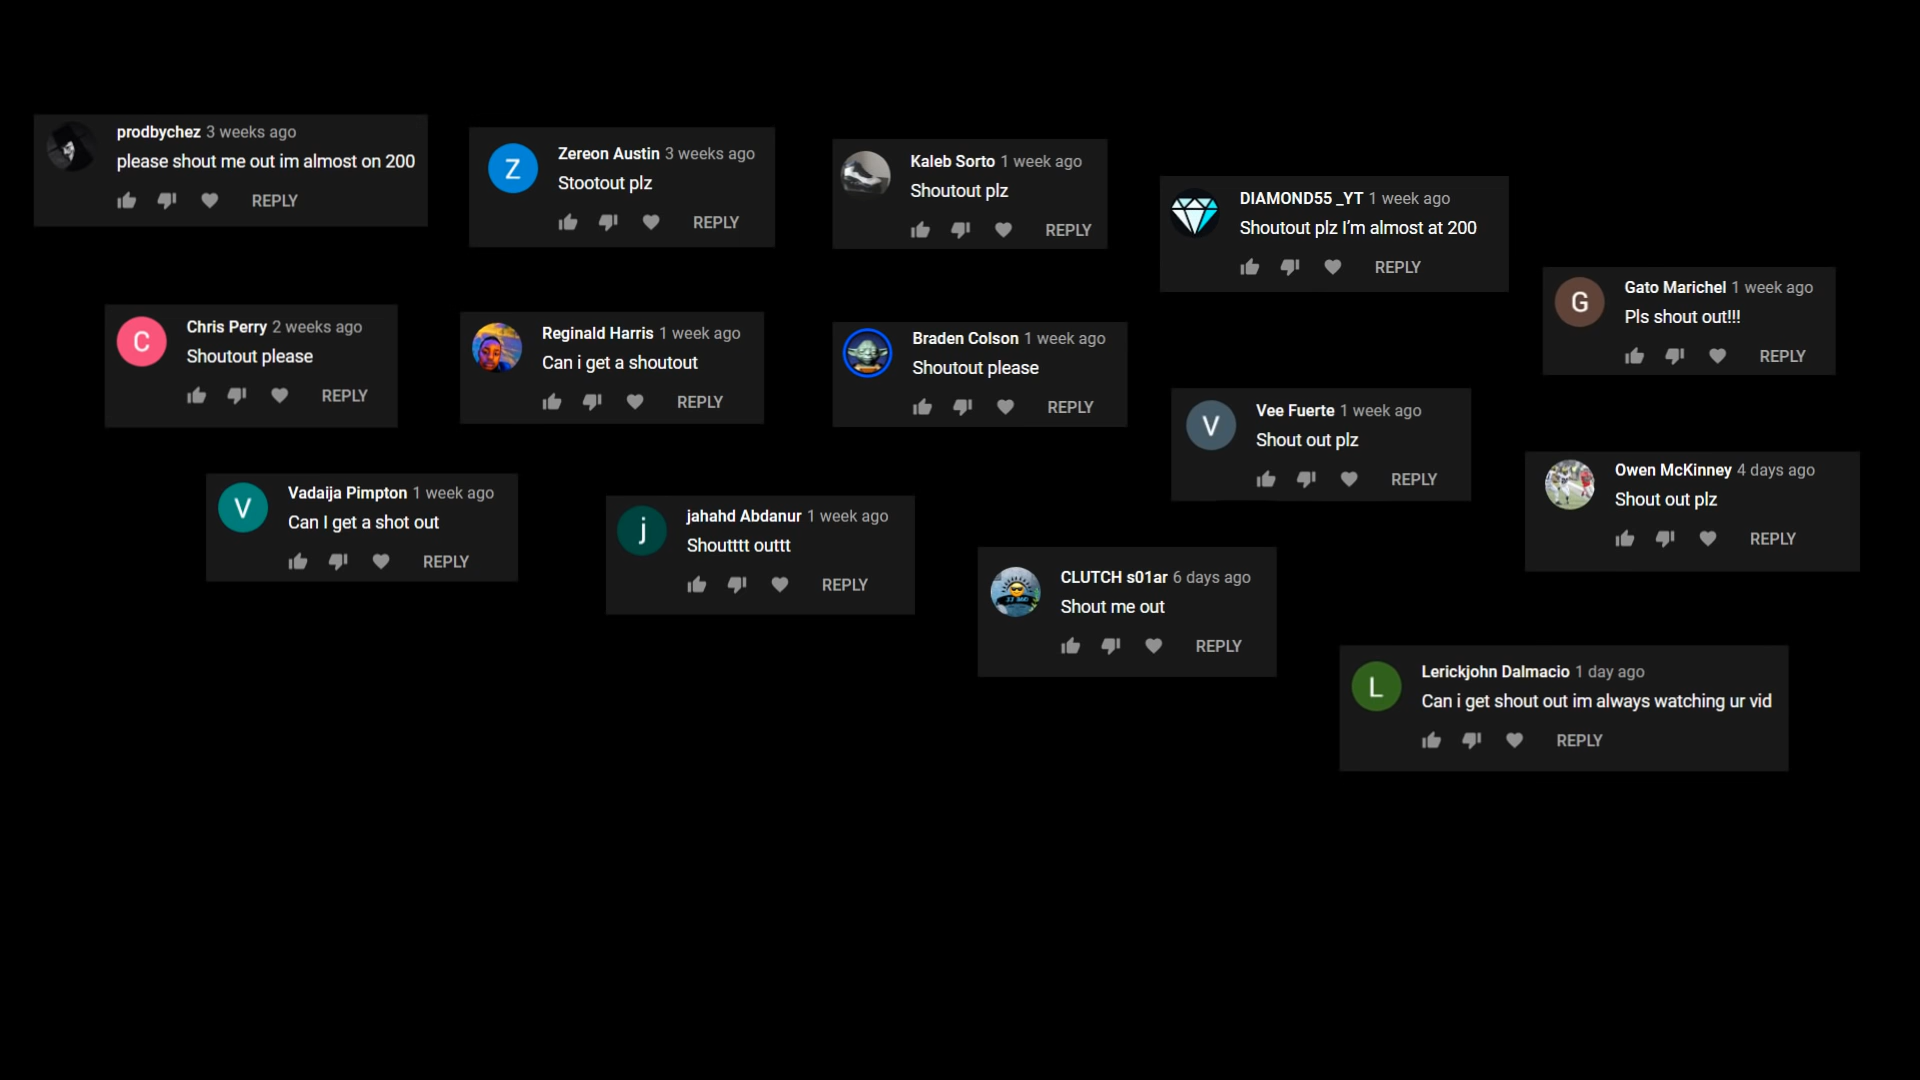 prodbychez 3 weeks ago
please shout me out im almost on 200
REPLY
Z
Zereon Austin 3 weeks ago
Stootout plz
REPLY
Kaleb Sorto 1 week ago
Shoutout plz
REPLY
DIAMOND55 _YT 1 week ago
Shoutout plz I’m almost at 200
REPLY
G
Gato Marichel 1 week ago
Pls shout out!!!
REPLY
C
Chris Perry 2 weeks ago
Shoutout please
REPLY
Reginald Harris 1 week ago
Can i get a shoutout
REPLY
Braden Colson 1 week ago
Shoutout please
REPLY
V
Vee Fuerte 1 week ago
Shout out plz
REPLY
Owen McKinney 4 days ago
Shout out plz
REPLY
V
Vadaija Pimpton 1 week ago
Can I get a shot out
REPLY
j
jahahd Abdanur 1 week ago
Shoutttt outtt
REPLY
CLUTCH s01ar 6 days ago
Shout me out
REPLY
L
Lerickjohn Dalmacio 1 day ago
Can i get shout out im always watching ur vid
REPLY